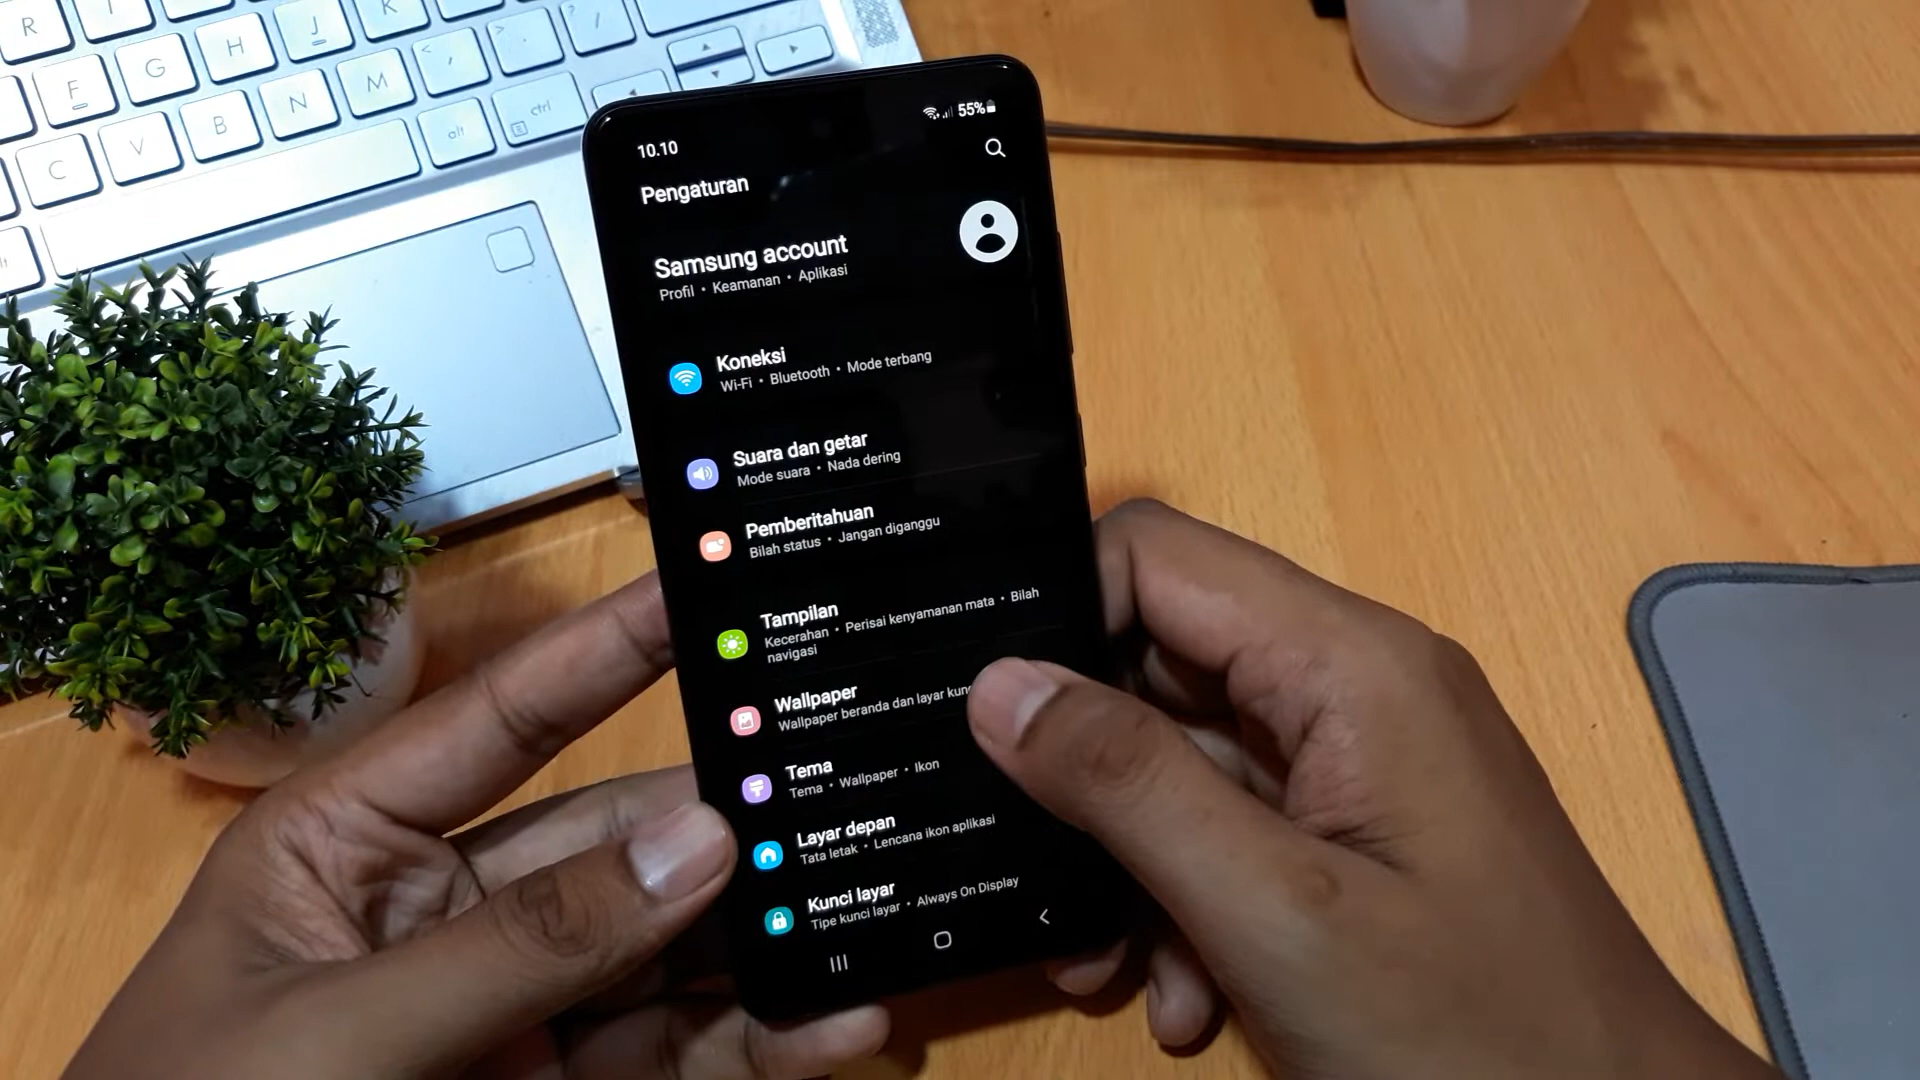 R
F
G
H
J
K
C
V
B
N
M
alt
ctrl
10.10
55%
Pengaturan
Samsung account
Profil • Keamanan • Aplikasi
Koneksi
Wi-Fi • Bluetooth • Mode terbang
Suara dan getar
Mode suara • Nada dering
Pemberitahuan
Bilah status • Jangan diganggu
Tampilan
Kecerahan • Perisai kenyamanan mata • Bilah
navigasi
Wallpaper
Wallpaper beranda dan layar
Tema
Tema • Wallpaper • Ikon
Layar depan
Tata letak • Lencana ikon aplikasi
Kunci layar
Tipe kunci layar • Always On Display